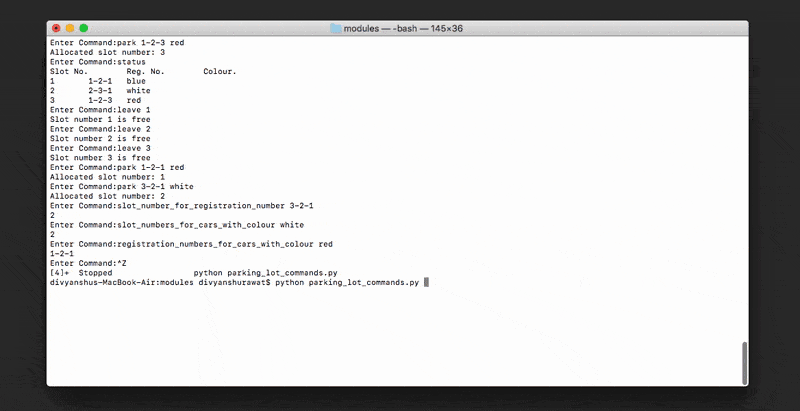 modules — -bash — 145×36
Enter Command:park 1-2-3 red
Allocated slot number: 3
Enter Command:status
Slot No. Reg. No. Colour.
1 1-2-1 blue
2 2-3-1 white
3 1-2-3 red
Enter Command:leave 1
Slot number 1 is free
Enter Command:leave 2
Slot number 2 is free
Enter Command:leave 3
Slot number 3 is free
Enter Command:park 1-2-1 red
Allocated slot number: 1
Enter Command:park 3-2-1 white
Allocated slot number: 2
Enter Command:slot_number_for_registration_number 3-2-1
2
Enter Command:slot_numbers_for_cars_with_colour white
2
Enter Command:registration_numbers_for_cars_with_colour red
1-2-1
Enter Command:^Z
[4]+ Stopped python parking_lot_commands.py
divyanshus-MacBook-Air:modules divyanshurawat$ python parking_lot_commands.py